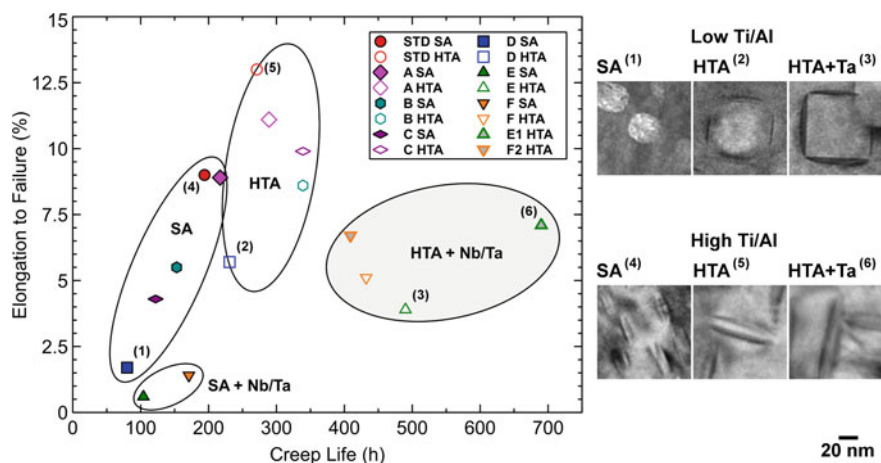 Elongation to Failure (%)
15
12.5
10
7.5
5
2.5
0
0 100 200 300 400 500 600 700
Creep Life (h)
STD SA D SA
STD HTA D HTA
A SA E SA
A HTA E HTA
B SA F SA
B HTA F HTA
C SA E1 HTA
C HTA F2 HTA
(5)
(4)
HTA
SA
(2)
(6)
HTA + Nb/Ta
(3)
(1)
SA + Nb/Ta
Low Ti/Al
SA(1) HTA(2) HTA+Ta(3)
High Ti/Al
SA(4) HTA(5) HTA+Ta(6)
20 nm